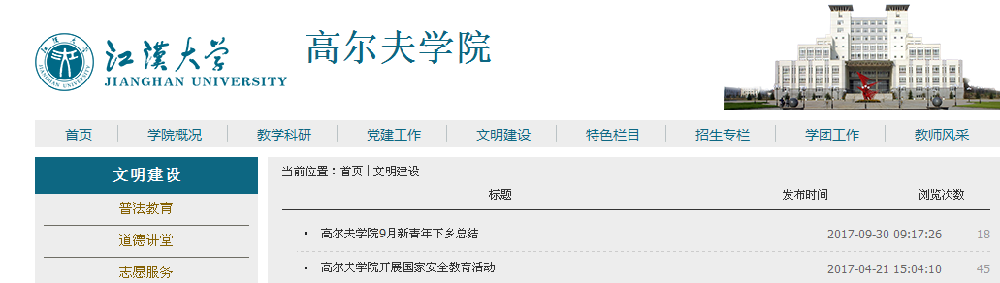 江漢大学
JIANGHAN UNIVERSITY
高尔夫学院
首页 学院概况 教学科研 党建工作 文明建设 特色栏目 招生专栏 学团工作 教师风采
文明建设
普法教育
道德讲堂
志愿服务
当前位置：首页 | 文明建设
标题 发布时间 浏览次数
高尔夫学院9月新青年下乡总结 2017-09-30 09:17:26 18
高尔夫学院开展国家安全教育活动 2017-04-21 15:04:10 45